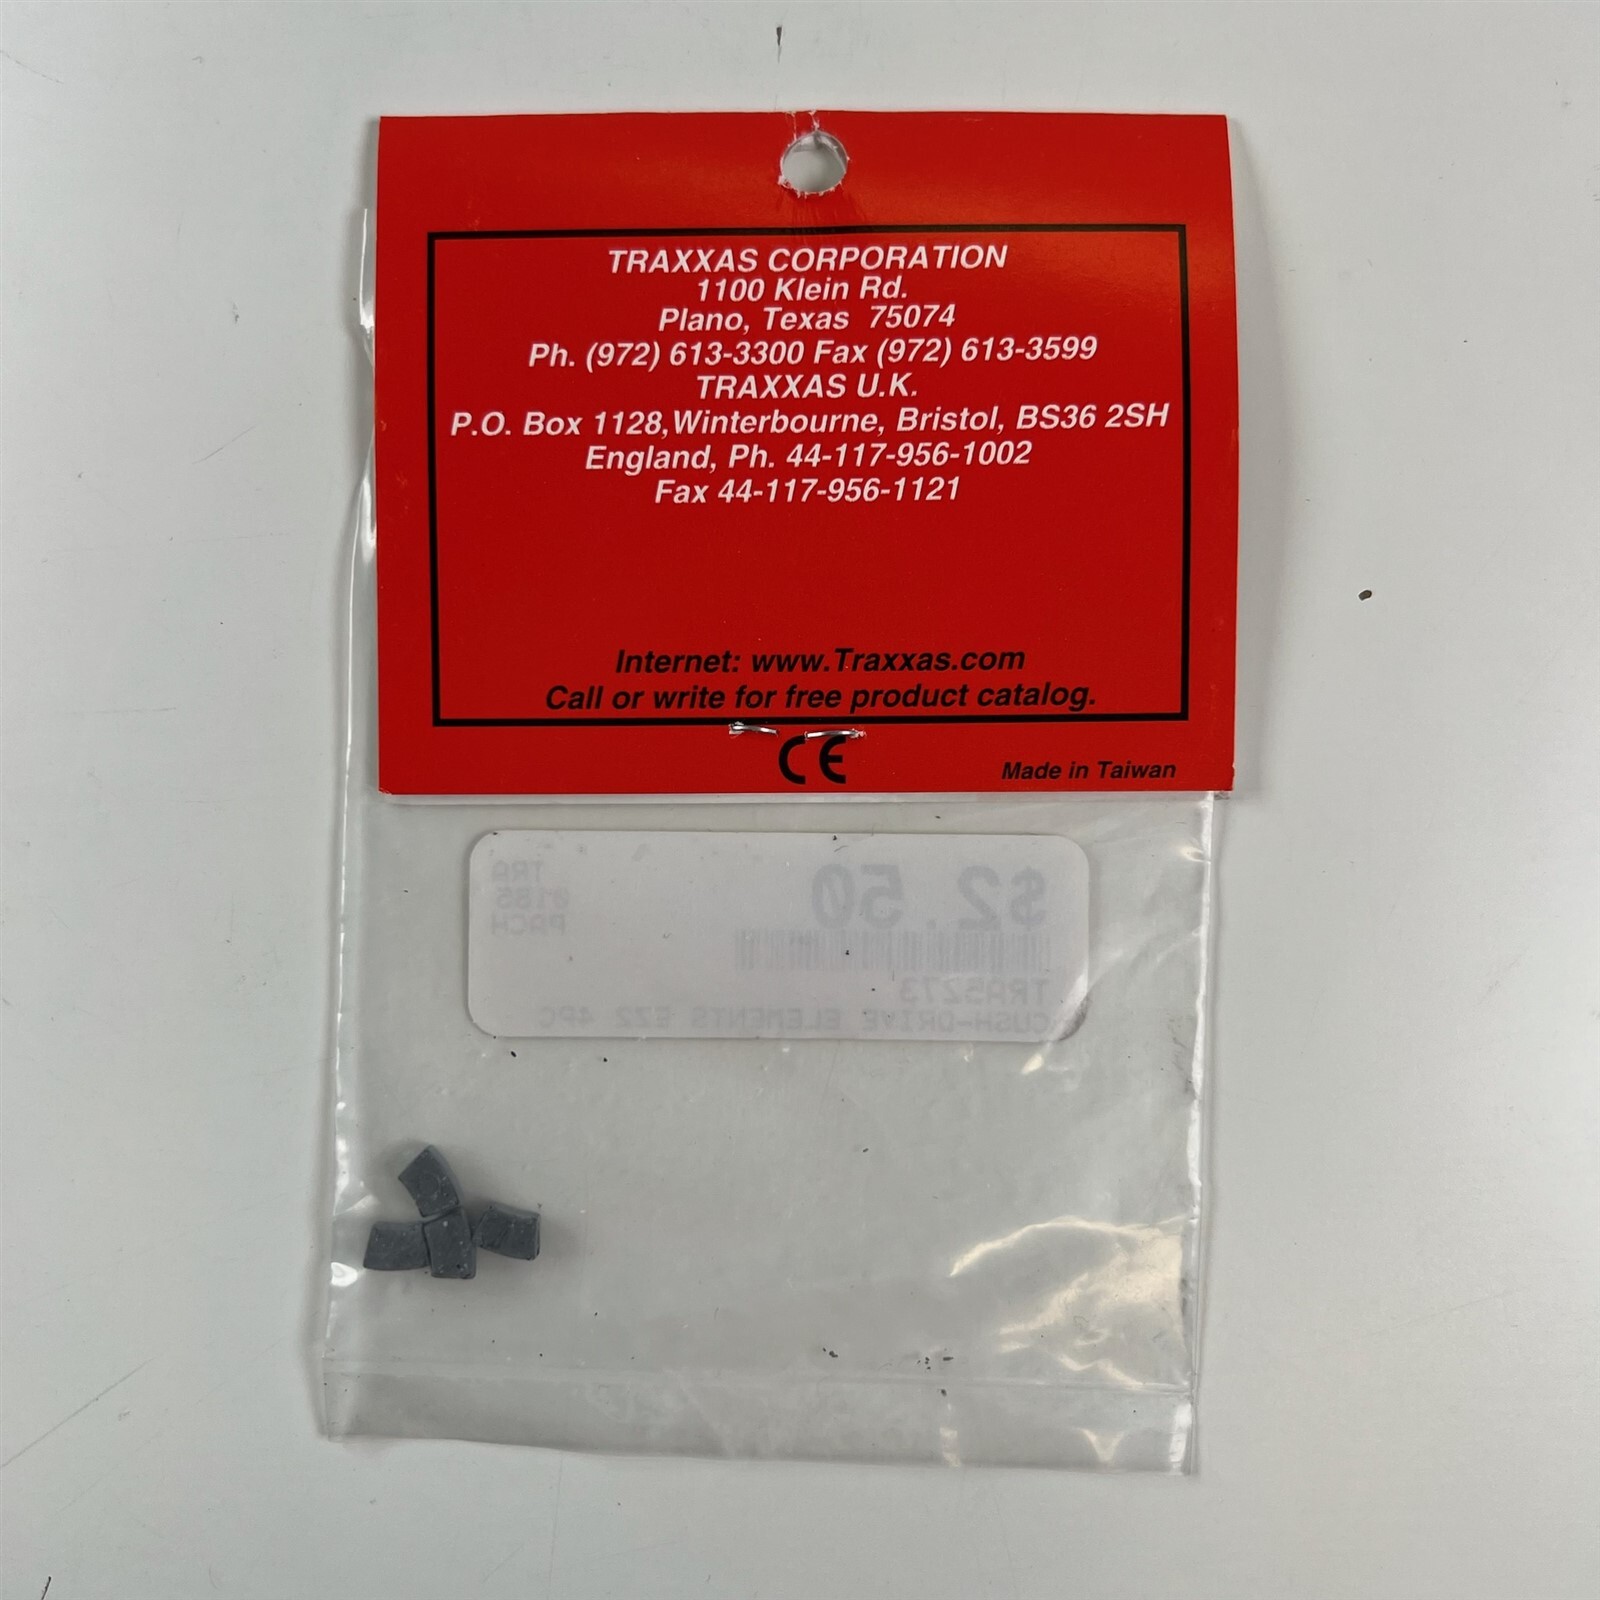 TRAXXAS CORPORATION
1100 Klein Rd.
Plano, Texas 75074
Ph. (972) 613-3300 Fax (972) 613-3599
TRAXXAS U.K.
P.O. Box 1128, Winterbourne, Bristol, BS36 2SH
England, Ph. 44-117-956-1002
Fax 44-117-956-1121
Internet: www.Traxxas.com
Call or write for free product catalog.
CE
Made in Taiwan
$2.50
TRA
PACH
TRA5273
CUSH-DRIVE ELEMENTS EZ2 4PC